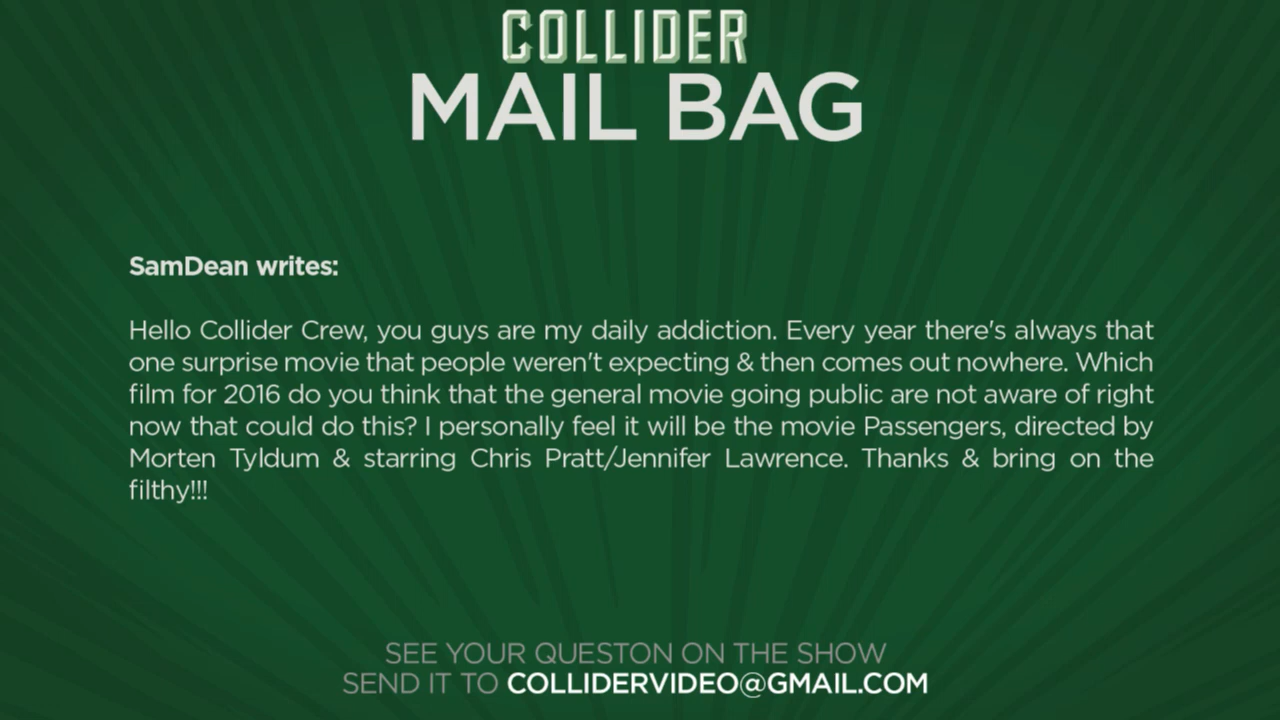 COLLIDER
MAIL BAG
SamDean writes:
Hello Collider Crew, you guys are my daily addiction. Every year there's always that
one surprise movie that people weren't expecting & then comes out nowhere. Which
film for 2016 do you think that the general movie going public are not aware of right
now that could do this? I personally feel it will be the movie Passengers, directed by
Morten Tyldum & starring Chris Pratt/Jennifer Lawrence. Thanks & bring on the
filthy!!!
SEE YOUR QUESTON ON THE SHOW
SEND IT TO COLLIDERVIDEO@GMAIL.COM